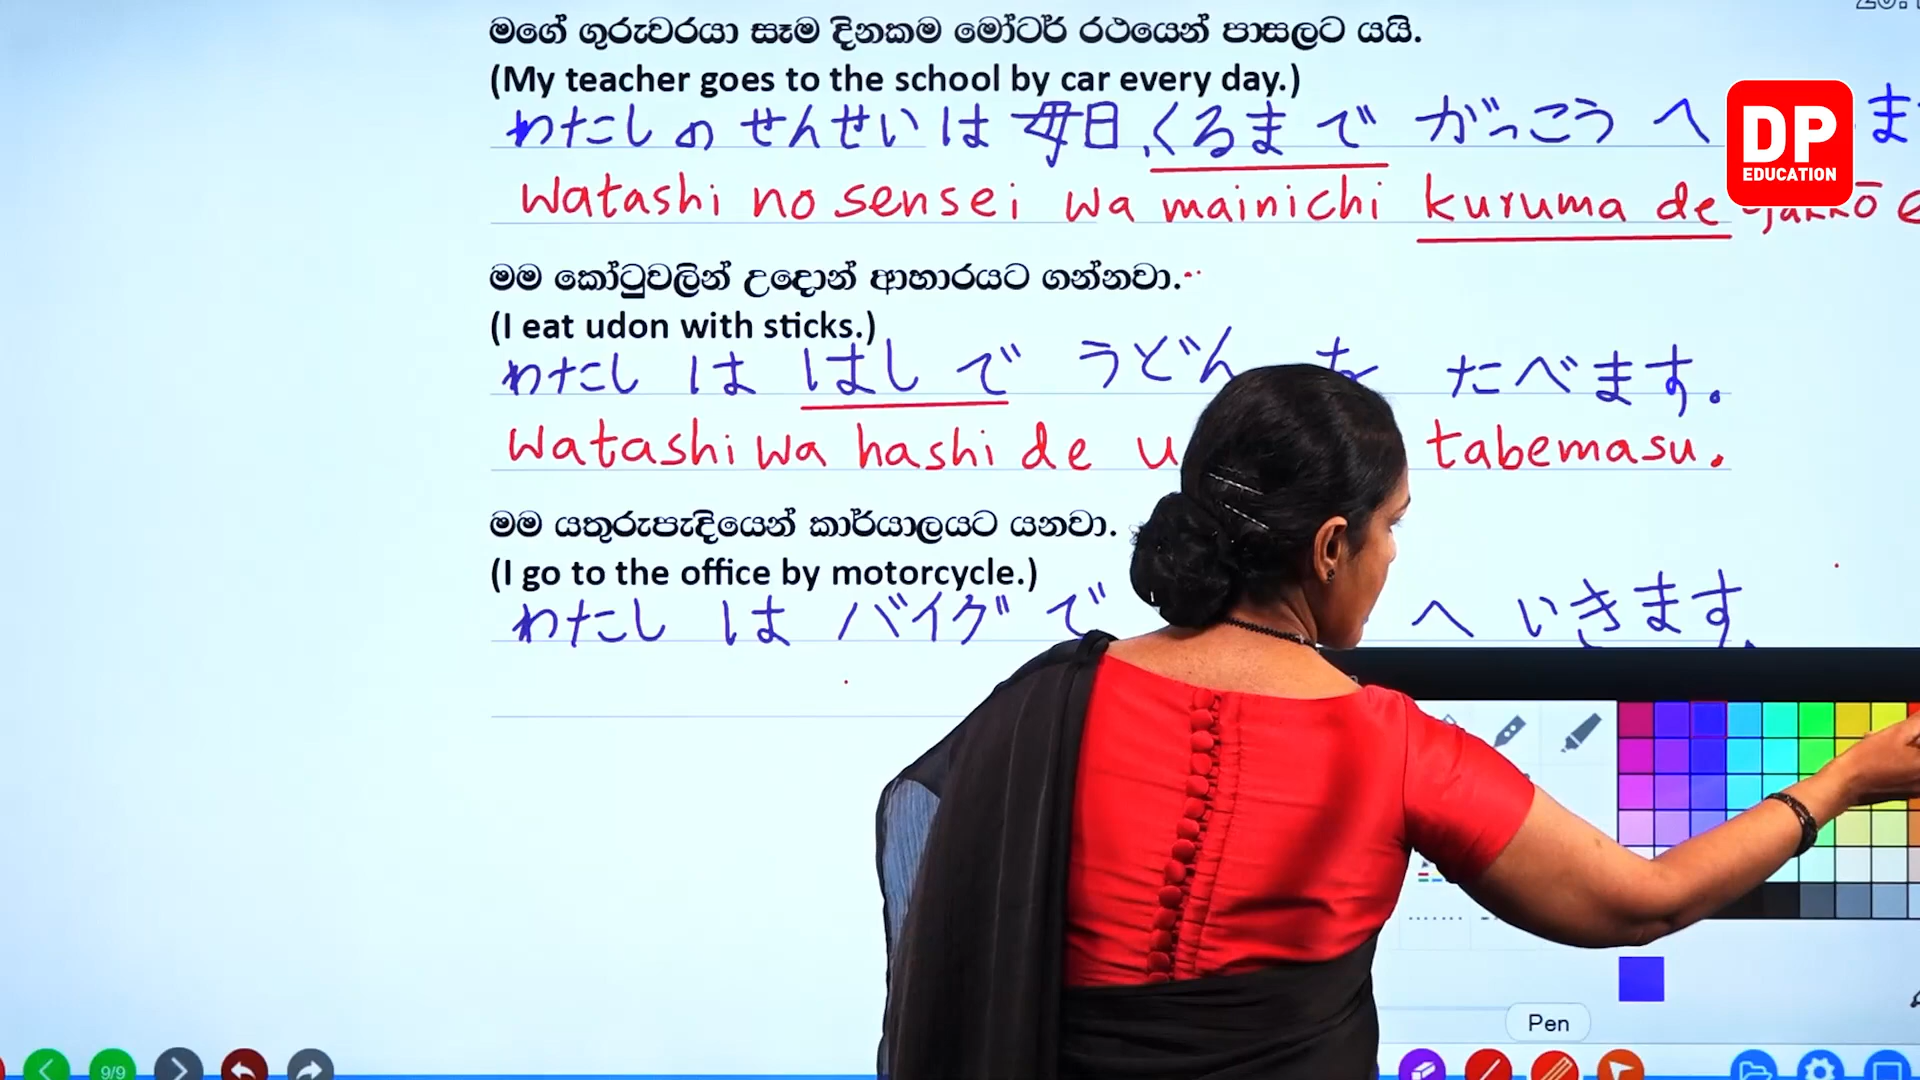 මගේ ගුරුවරයා සෑම දිනකම මෝටර් රථයෙන් පාසලට යයි.
(My teacher goes to the school by car every day.)
わたし の せんせい は 毎日、くるま で がっこう へ ま
DP
EDUCATION
watashi no sensei wa mainichi kuruma de
මම කෝටුවලින් උදොන් ආහාරයට ගන්නවා.
(I eat udon with sticks.)
わたし は はし で うどん を たべます。
watashi wa hashi de u tabemasu.
මම යතුරුපැදියෙන් කාර්යාලයට යනවා.
(I go to the office by motorcycle.)
わたし は バイグ で へ いきます
Pen
9/9